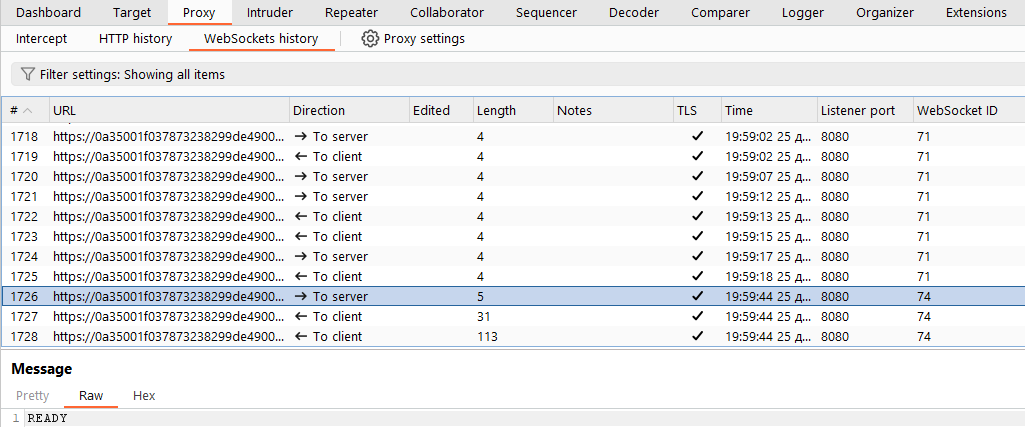 Dashboard Target Proxy Intruder Repeater Collaborator Sequencer Decoder Comparer Logger Organizer Extensions
Intercept HTTP history WebSockets history Proxy settings
Filter settings: Showing all items
# URL Direction Edited Length Notes TLS Time Listener port WebSocket ID
1718 https://0a35001f037873238299de4900... → To server 4 ✓ 19:59:02 25 д... 8080 71
1719 https://0a35001f037873238299de4900... ← To client 4 ✓ 19:59:02 25 д... 8080 71
1720 https://0a35001f037873238299de4900... → To server 4 ✓ 19:59:07 25 д... 8080 71
1721 https://0a35001f037873238299de4900... → To server 4 ✓ 19:59:12 25 д... 8080 71
1722 https://0a35001f037873238299de4900... ← To client 4 ✓ 19:59:13 25 д... 8080 71
1723 https://0a35001f037873238299de4900... ← To client 4 ✓ 19:59:15 25 д... 8080 71
1724 https://0a35001f037873238299de4900... → To server 4 ✓ 19:59:17 25 д... 8080 71
1725 https://0a35001f037873238299de4900... ← To client 4 ✓ 19:59:18 25 д... 8080 71
1726 https://0a35001f037873238299de4900... → To server 5 ✓ 19:59:44 25 д... 8080 74
1727 https://0a35001f037873238299de4900... ← To client 31 ✓ 19:59:44 25 д... 8080 74
1728 https://0a35001f037873238299de4900... ← To client 113 ✓ 19:59:44 25 д... 8080 74
Message
Pretty Raw Hex
1 READY